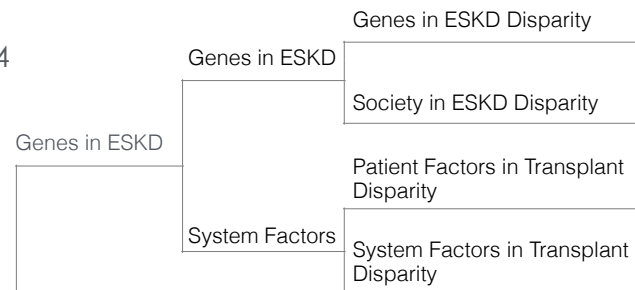 Genes in ESKD Disparity
4
Genes in ESKD
Society in ESKD Disparity
Genes in ESKD
Patient Factors in Transplant
Disparity
System Factors
System Factors in Transplant
Disparity